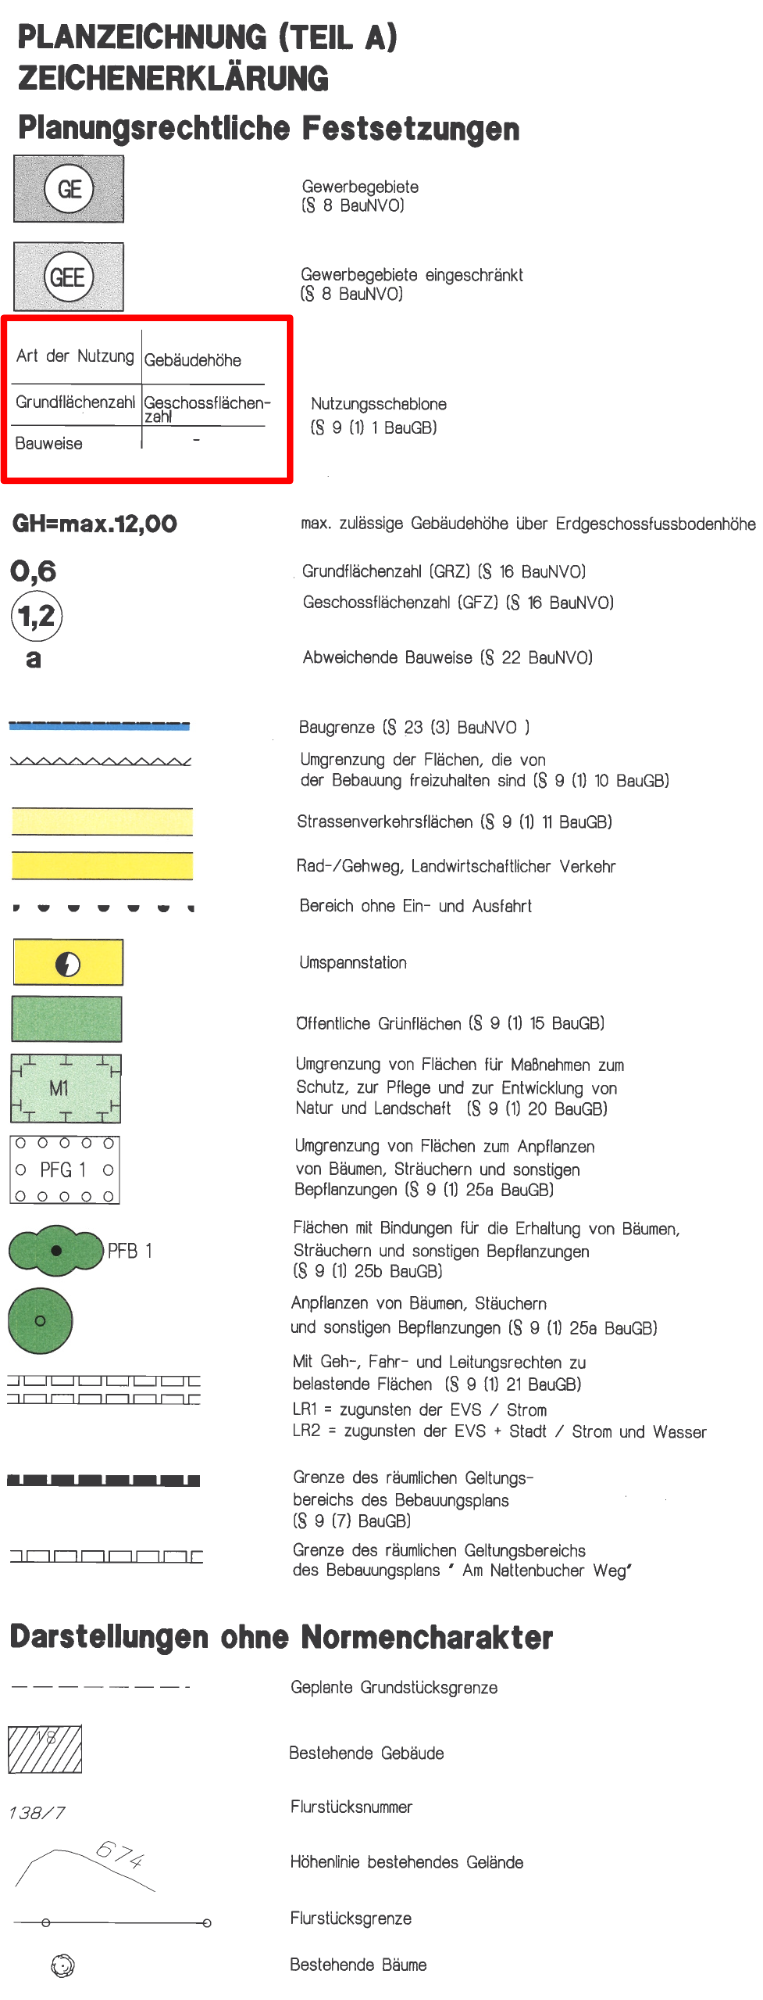 PLANZEICHNUNG (TEIL A)
ZEICHENERKLÄRUNG
Planungsrechtliche Festsetzungen
GE
Gewerbegebiete
(§ 8 BauNVO)
GEE
Gewerbegebiete eingeschränkt
(§ 8 BauNVO)
Art der Nutzung
Gebäudehöhe
Grundflächenzahl
Geschossflächen-
zahl
Bauweise
-
Nutzungsschablone
(§ 9 (1) 1 BauGB)
GH=max.12,00
max. zulässige Gebäudehöhe über Erdgeschossfussbodenhöhe
0,6
Grundflächenzahl (GRZ) (§ 16 BauNVO)
1,2
Geschossflächenzahl (GFZ) (§ 16 BauNVO)
a
Abweichende Bauweise (§ 22 BauNVO)
Baugrenze (§ 23 (3) BauNVO )
Umgrenzung der Flächen, die von
der Bebauung freizuhalten sind (§ 9 (1) 10 BauGB)
Strassenverkehrsflächen (§ 9 (1) 11 BauGB)
Rad-/Gehweg, Landwirtschaftlicher Verkehr
Bereich ohne Ein- und Ausfahrt
Umspannstation
Öffentliche Grünflächen (§ 9 (1) 15 BauGB)
M1
Umgrenzung von Flächen für Maßnahmen zum
Schutz, zur Pflege und zur Entwicklung von
Natur und Landschaft (§ 9 (1) 20 BauGB)
PFG 1
Umgrenzung von Flächen zum Anpflanzen
von Bäumen, Sträuchern und sonstigen
Bepflanzungen (§ 9 (1) 25a BauGB)
PFB 1
Flächen mit Bindungen für die Erhaltung von Bäumen,
Sträuchern und sonstigen Bepflanzungen
(§ 9 (1) 25b BauGB)
Anpflanzen von Bäumen, Stäuchern
und sonstigen Bepflanzungen (§ 9 (1) 25a BauGB)
Mit Geh-, Fahr- und Leitungsrechten zu
belastende Flächen (§ 9 (1) 21 BauGB)
LR1 = zugunsten der EVS / Strom
LR2 = zugunsten der EVS + Stadt / Strom und Wasser
Grenze des räumlichen Geltungs-
bereichs des Bebauungsplans
(§ 9 (7) BauGB)
Grenze des räumlichen Geltungsbereichs
des Bebauungsplans " Am Nattenbucher Weg"
Darstellungen ohne Normencharakter
Geplante Grundstücksgrenze
18
Bestehende Gebäude
138/7
Flurstücksnummer
674
Höhenlinie bestehendes Gelände
Flurstücksgrenze
Bestehende Bäume